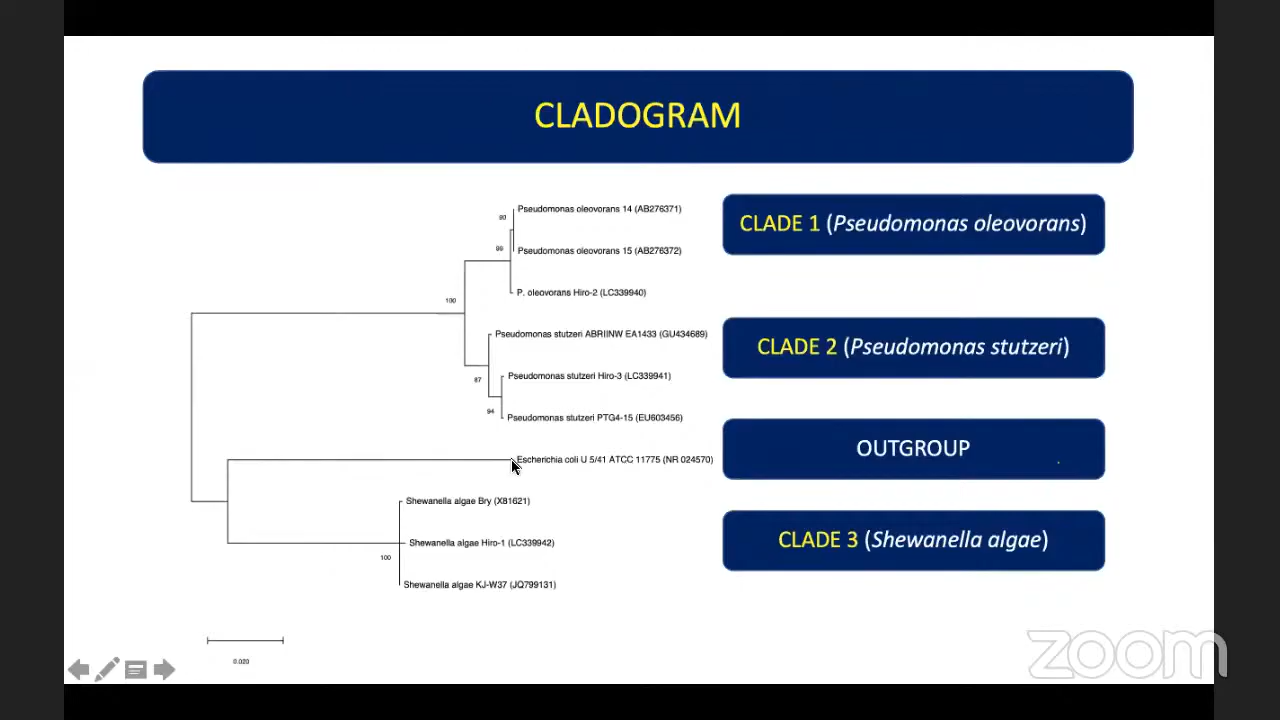 CLADOGRAM
93
Pseudomonas oleovorans 14 (AB276371)
CLADE 1 (Pseudomonas oleovorans)
99
Pseudomonas oleovorans 15 (AB276372)
P. oleovorans Hiro-2 (LC339940)
100
Pseudomonas stutzeri ABRIINW EA1433 (GU434689)
CLADE 2 (Pseudomonas stutzeri)
87
Pseudomonas stutzeri Hiro-3 (LC339941)
94
Pseudomonas stutzeri PTG4-15 (EU603456)
Escherichia coli U 5/41 ATCC 11775 (NR 024570)
OUTGROUP
Shewanella algae Bry (X81621)
Shewanella algae Hiro-1 (LC339942)
CLADE 3 (Shewanella algae)
100
Shewanella algae KJ-W37 (JQ799131)
0.020
zoom